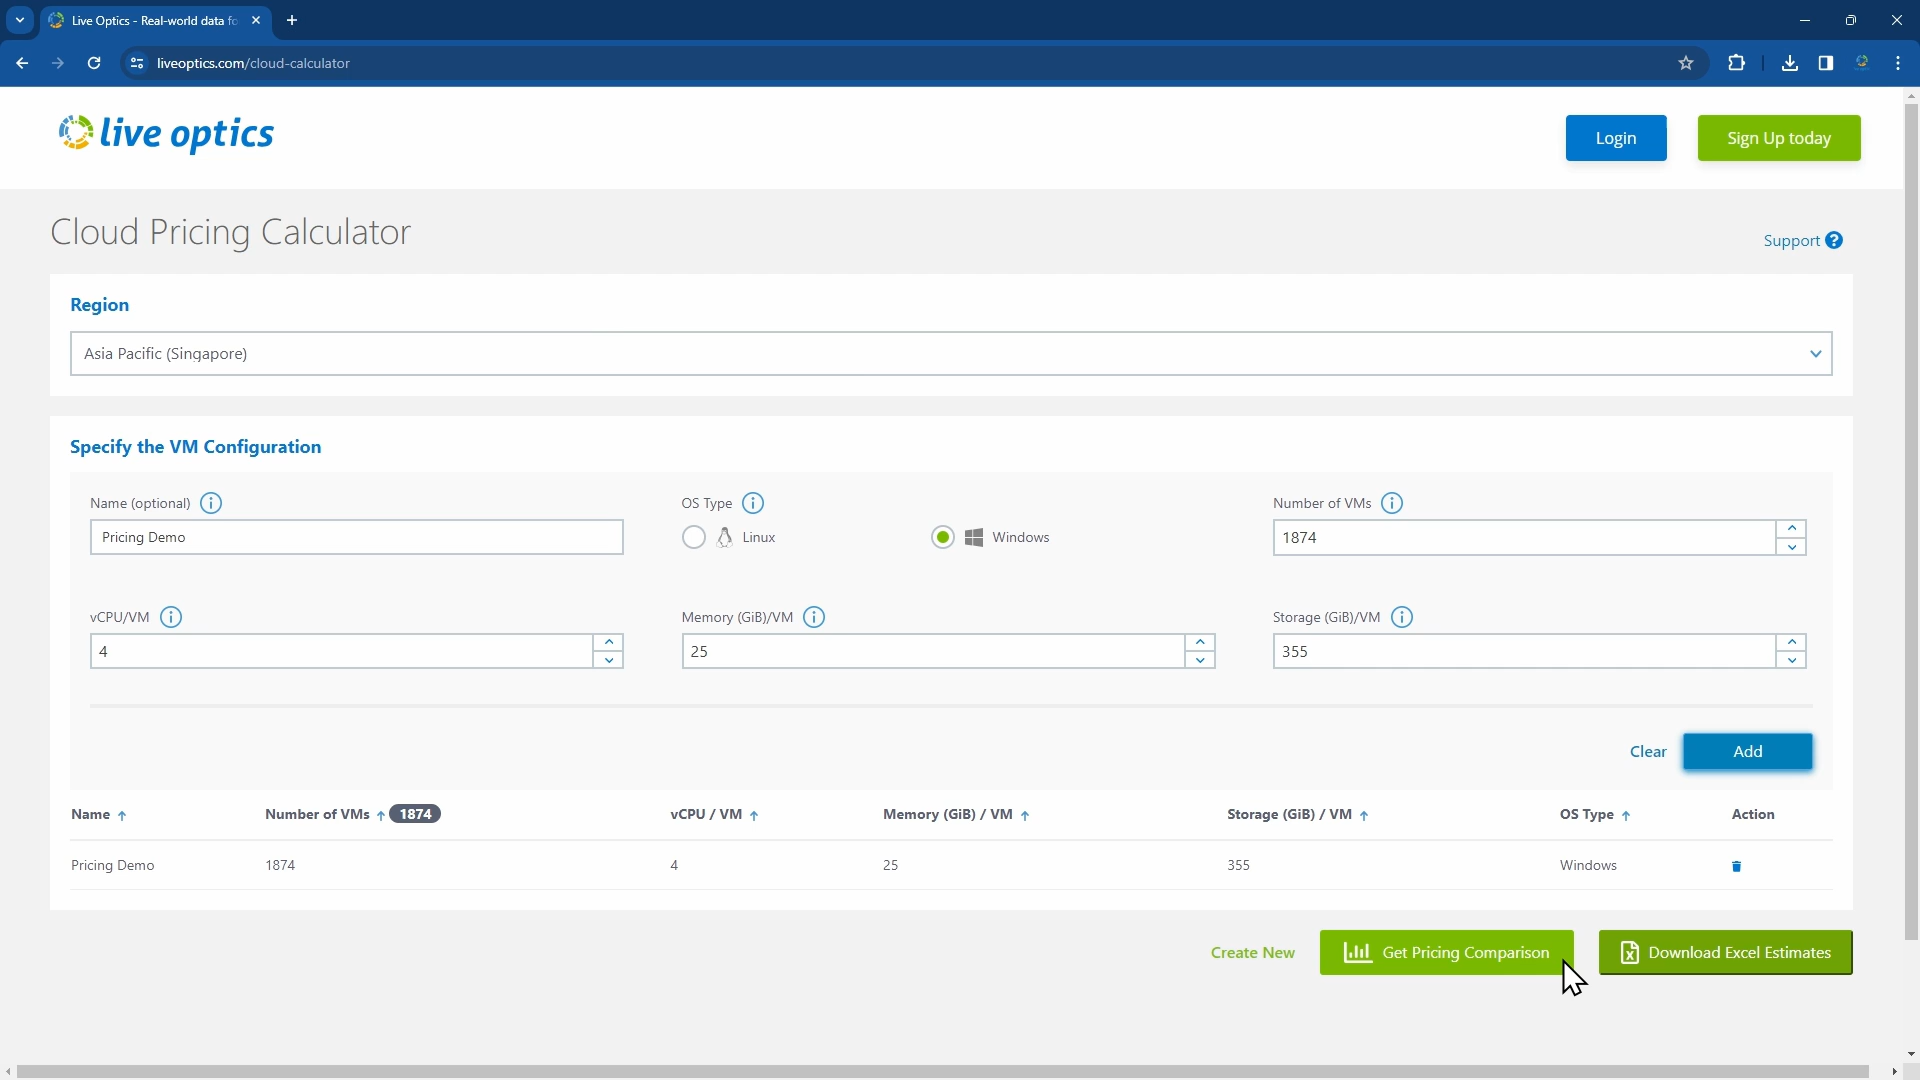 Live Optics - Real-world data fo
liveoptics.com/cloud-calculator
live optics
Login
Sign Up today
Cloud Pricing Calculator
Support ?
Region
Asia Pacific (Singapore)
Specify the VM Configuration
Name (optional)
OS Type
Number of VMs
Pricing Demo
Linux
Windows
1874
vCPU/VM
Memory (GiB)/VM
Storage (GiB)/VM
4
25
355
Clear
Add
Name
Number of VMs 1874
vCPU / VM
Memory (GiB) / VM
Storage (GiB) / VM
OS Type
Action
Pricing Demo
1874
4
25
355
Windows
Create New
Get Pricing Comparison
Download Excel Estimates